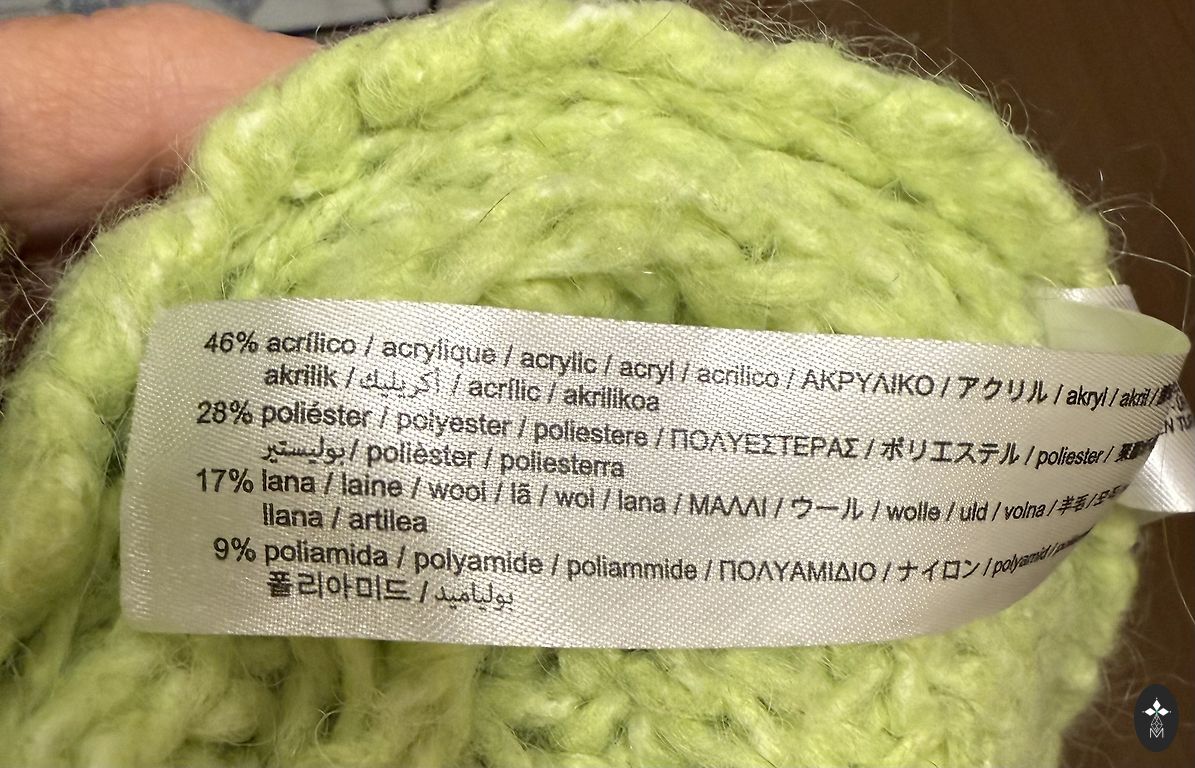 46% acrílico / acrylique / acrylic / acryl / acrilico / ΑΚΡΥΛΙΚΟ / アクリル / akryl / akril /
akrilik / أكريليك / acrílic / akrilikoa
28% poliéster / polyester / poliestere / ΠΟΛΥΕΣΤΕΡΑΣ / ポリエステル / poliester /
بوليستير / polièster / poliesterra
17% lana / laine / wool / lã / wol / lana / ΜΑΛΛΙ / ウール / wolle / uld / volna / 羊毛 /
llana / artilea
9% poliamida / polyamide / poliammide / ΠΟΛΥΑΜΙΔΙΟ / ナイロン / polyamid /
폴리아미드 / بولياميد